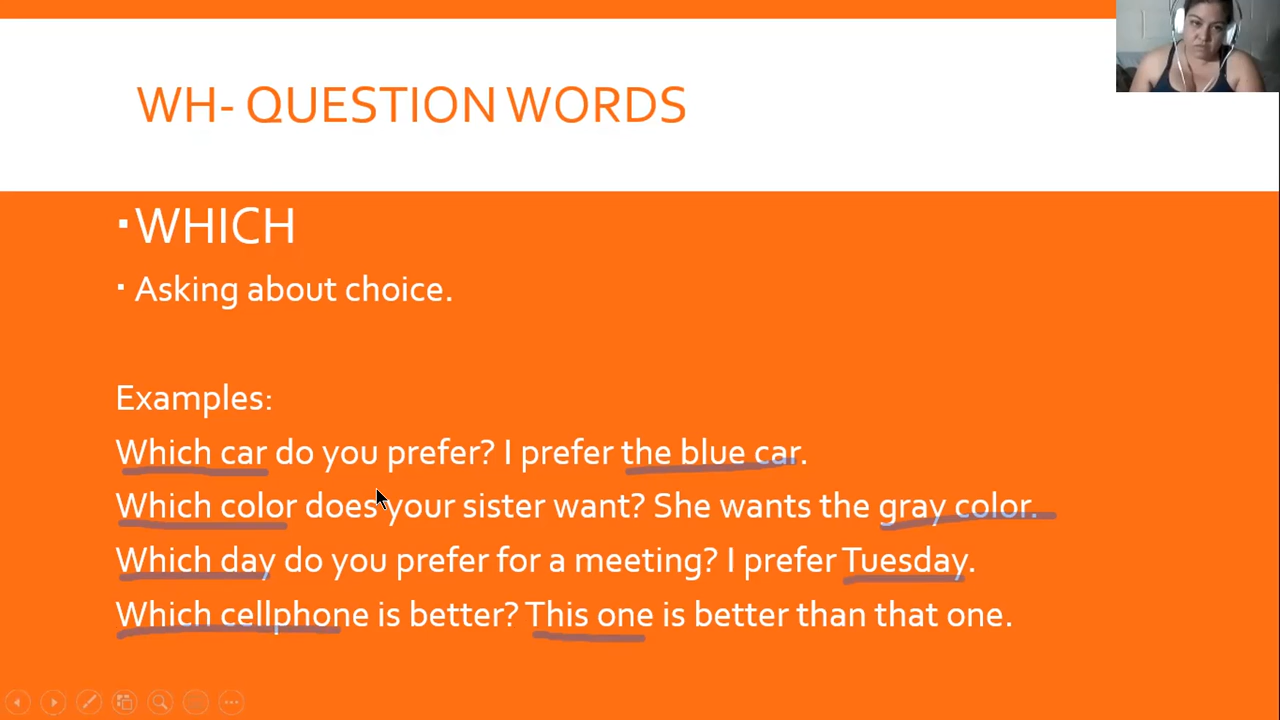 WH- QUESTION WORDS
▪ WHICH
▪ Asking about choice.
Examples:
Which car do you prefer? I prefer the blue car.
Which color does your sister want? She wants the gray color.
Which day do you prefer for a meeting? I prefer Tuesday.
Which cellphone is better? This one is better than that one.